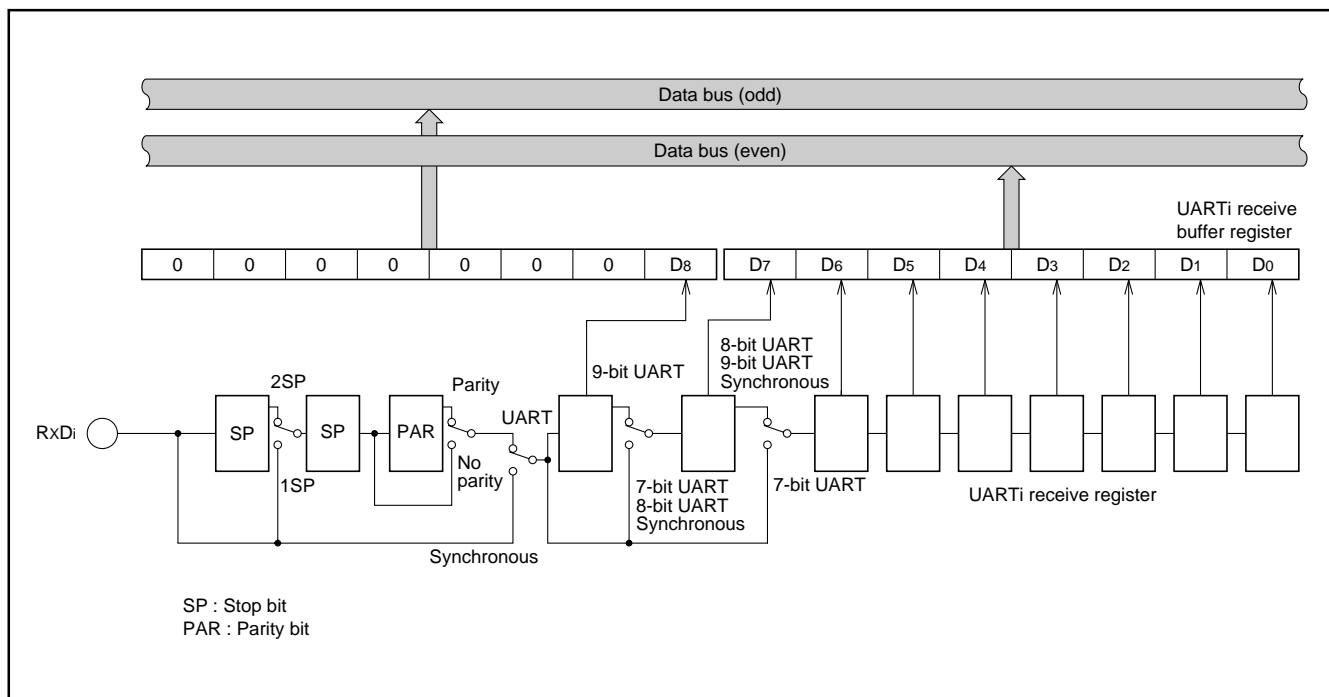 Data bus (odd)
Data bus (even)
UARTi receive
buffer register
0 0 0 0 0 0 0 D8 D7 D6 D5 D4 D3 D2 D1 D0
8-bit UART
9-bit UART
Synchronous
9-bit UART
2SP
Parity
UART
RxDi
SP
SP
PAR
1SP
No
parity
7-bit UART
8-bit UART
Synchronous
7-bit UART
UARTi receive register
Synchronous
SP : Stop bit
PAR : Parity bit